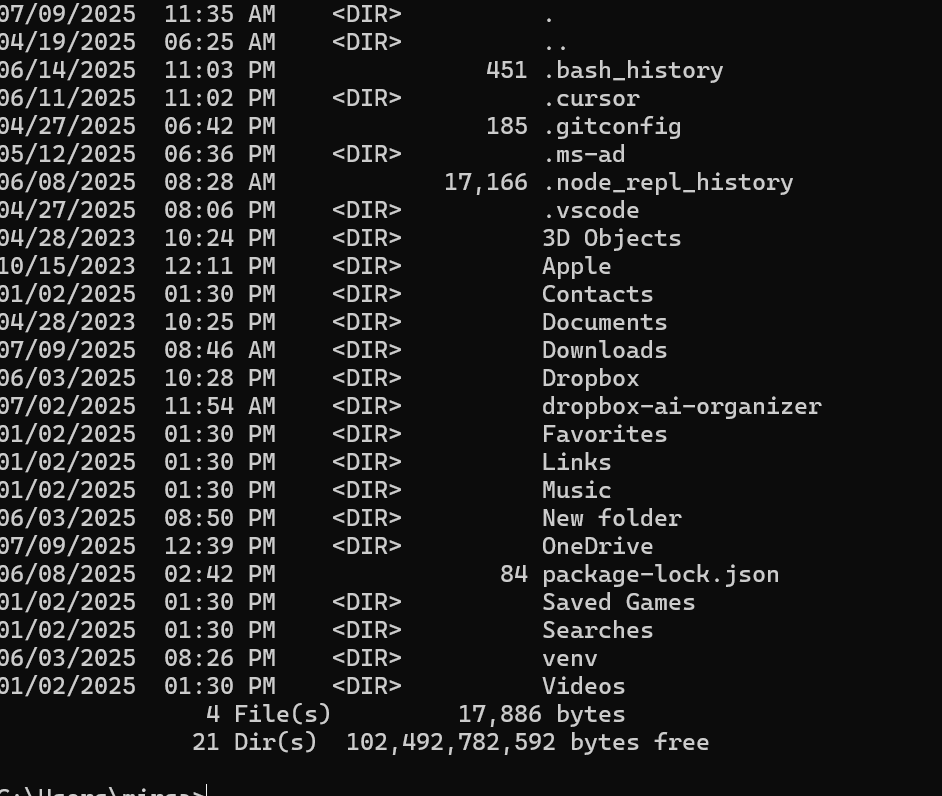 07/09/2025  11:35 AM    <DIR>          .
04/19/2025  06:25 AM    <DIR>          ..
06/14/2025  11:03 PM               451 .bash_history
06/11/2025  11:02 PM    <DIR>          .cursor
04/27/2025  06:42 PM               185 .gitconfig
05/12/2025  06:36 PM    <DIR>          .ms-ad
06/08/2025  08:28 AM            17,166 .node_repl_history
04/27/2025  08:06 PM    <DIR>          .vscode
04/28/2023  10:24 PM    <DIR>          3D Objects
10/15/2023  12:11 PM    <DIR>          Apple
01/02/2025  01:30 PM    <DIR>          Contacts
04/28/2023  10:25 PM    <DIR>          Documents
07/09/2025  08:46 AM    <DIR>          Downloads
06/03/2025  10:28 PM    <DIR>          Dropbox
07/02/2025  11:54 AM    <DIR>          dropbox-ai-organizer
01/02/2025  01:30 PM    <DIR>          Favorites
01/02/2025  01:30 PM    <DIR>          Links
01/02/2025  01:30 PM    <DIR>          Music
06/03/2025  08:50 PM    <DIR>          New folder
07/09/2025  12:39 PM    <DIR>          OneDrive
06/08/2025  02:42 PM                84 package-lock.json
01/02/2025  01:30 PM    <DIR>          Saved Games
01/02/2025  01:30 PM    <DIR>          Searches
06/03/2025  08:26 PM    <DIR>          venv
01/02/2025  01:30 PM    <DIR>          Videos
               4 File(s)         17,886 bytes
              21 Dir(s)  102,492,782,592 bytes free